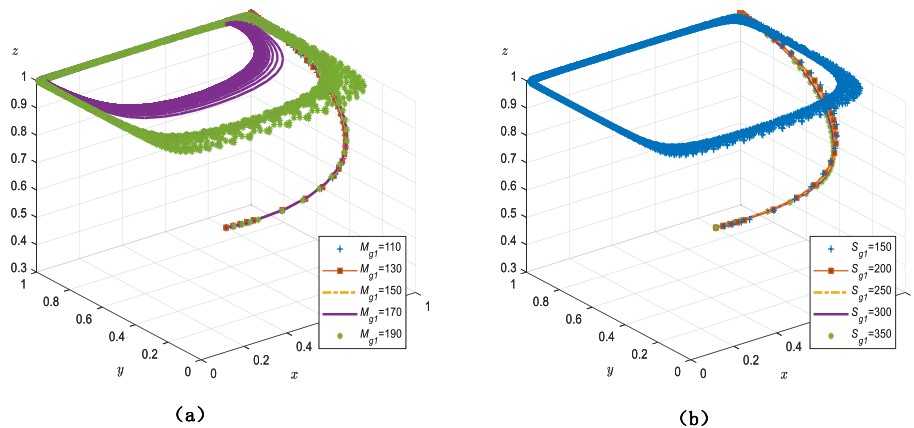 z
1
0.9
0.8
0.7
0.6
0.5
0.4
0.3
1
0.8
0.6
0.4
0.2
0
y
0
0.2
0.4
1
x
M_g1=110
M_g1=130
M_g1=150
M_g1=170
M_g1=190
(a)
z
1
0.9
0.8
0.7
0.6
0.5
0.4
0.3
1
0.8
0.6
0.4
0.2
0
y
0
0.2
0.4
x
S_g1=150
S_g1=200
S_g1=250
S_g1=300
S_g1=350
(b)